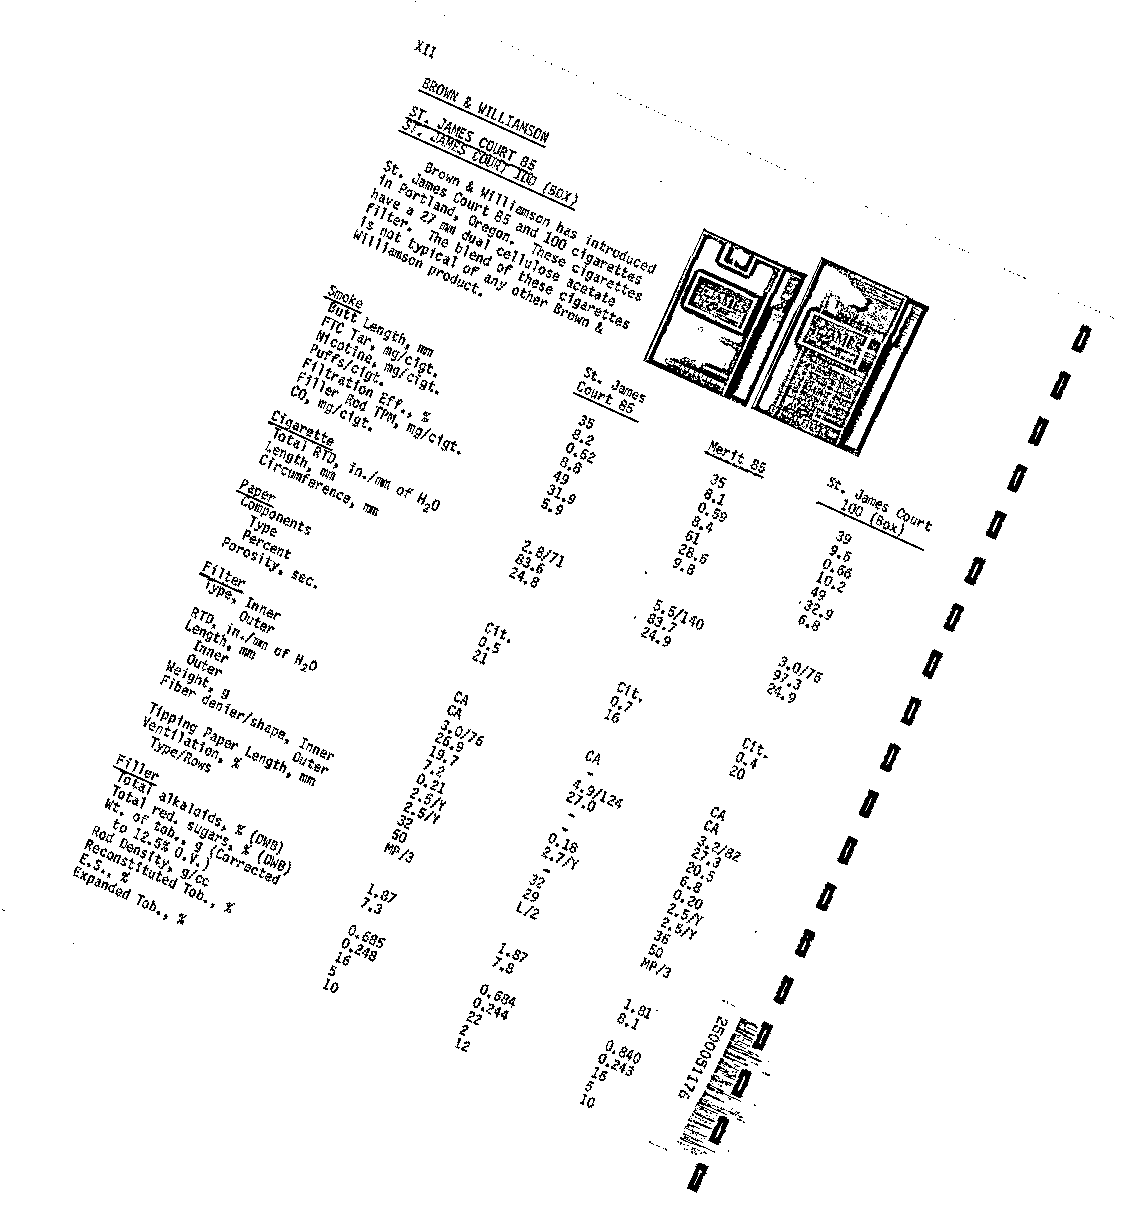 XII
BROWN & WILLIAMSON
ST. JAMES COURT 85
ST. JAMES COURT 100 (BOX)
Brown & Williamson has introduced
St. James Court 85 and 100 cigarettes
in Portland, Oregon. These cigarettes
have a 27 mm dual cellulose acetate
filter. The blend of these cigarettes
is not typical of any other Brown &
Williamson product.
St. James Court 85 Merit 85 St. James Court 100 (Box)
Smoke
Butt Length, mm 35 35 39
FTC Tar, mg/cigt. 8.2 8.1 9.6
Nicotine, mg/cigt. 0.62 0.59 0.66
Puffs/cigt. 8.8 8.4 10.2
Filtration Eff., % 49 51 49
Filler Rod TPM, mg/cigt. 31.9 28.6 32.9
CO, mg/cigt. 5.9 9.8 6.8
Cigarette
Total RTD, in./mm of H2O 2.8/71 5.5/140 3.0/76
Length, mm 83.6 83.7 97.3
Circumference, mm 24.8 24.9 24.9
Paper
Components
Type Cit. Cit. Cit.
Percent 0.5 0.7 0.4
Porosity, sec. 21 16 20
Filter
Type, Inner CA CA CA
Outer CA - CA
RTD, in./mm of H2O 3.0/76 4.9/124 3.2/82
Length, mm 26.9 27.0 27.3
Inner 19.7 - 20.5
Outer 7.2 - 6.8
Weight, g 0.21 0.18 0.20
Fiber denier/shape, Inner 2.5/Y 2.7/Y 2.5/Y
Outer 2.5/Y - 2.5/Y
Tipping Paper Length, mm 32 32 36
Ventilation, % 50 29 50
Type/Rows MP/3 L/2 MP/3
Filler
Total alkaloids, % (DWB) 1.87 1.87 1.81
Total red. sugars, % (DWB) 7.3 7.8 8.1
Wt. of tob., g (Corrected
to 12.5% O.V.) 0.685 0.684 0.840
Rod Density, g/cc 0.248 0.244 0.243
Reconstituted Tob., % 16 22 16
E.S., % 5 2 5
Expanded Tob., % 10 12 10
2500051176